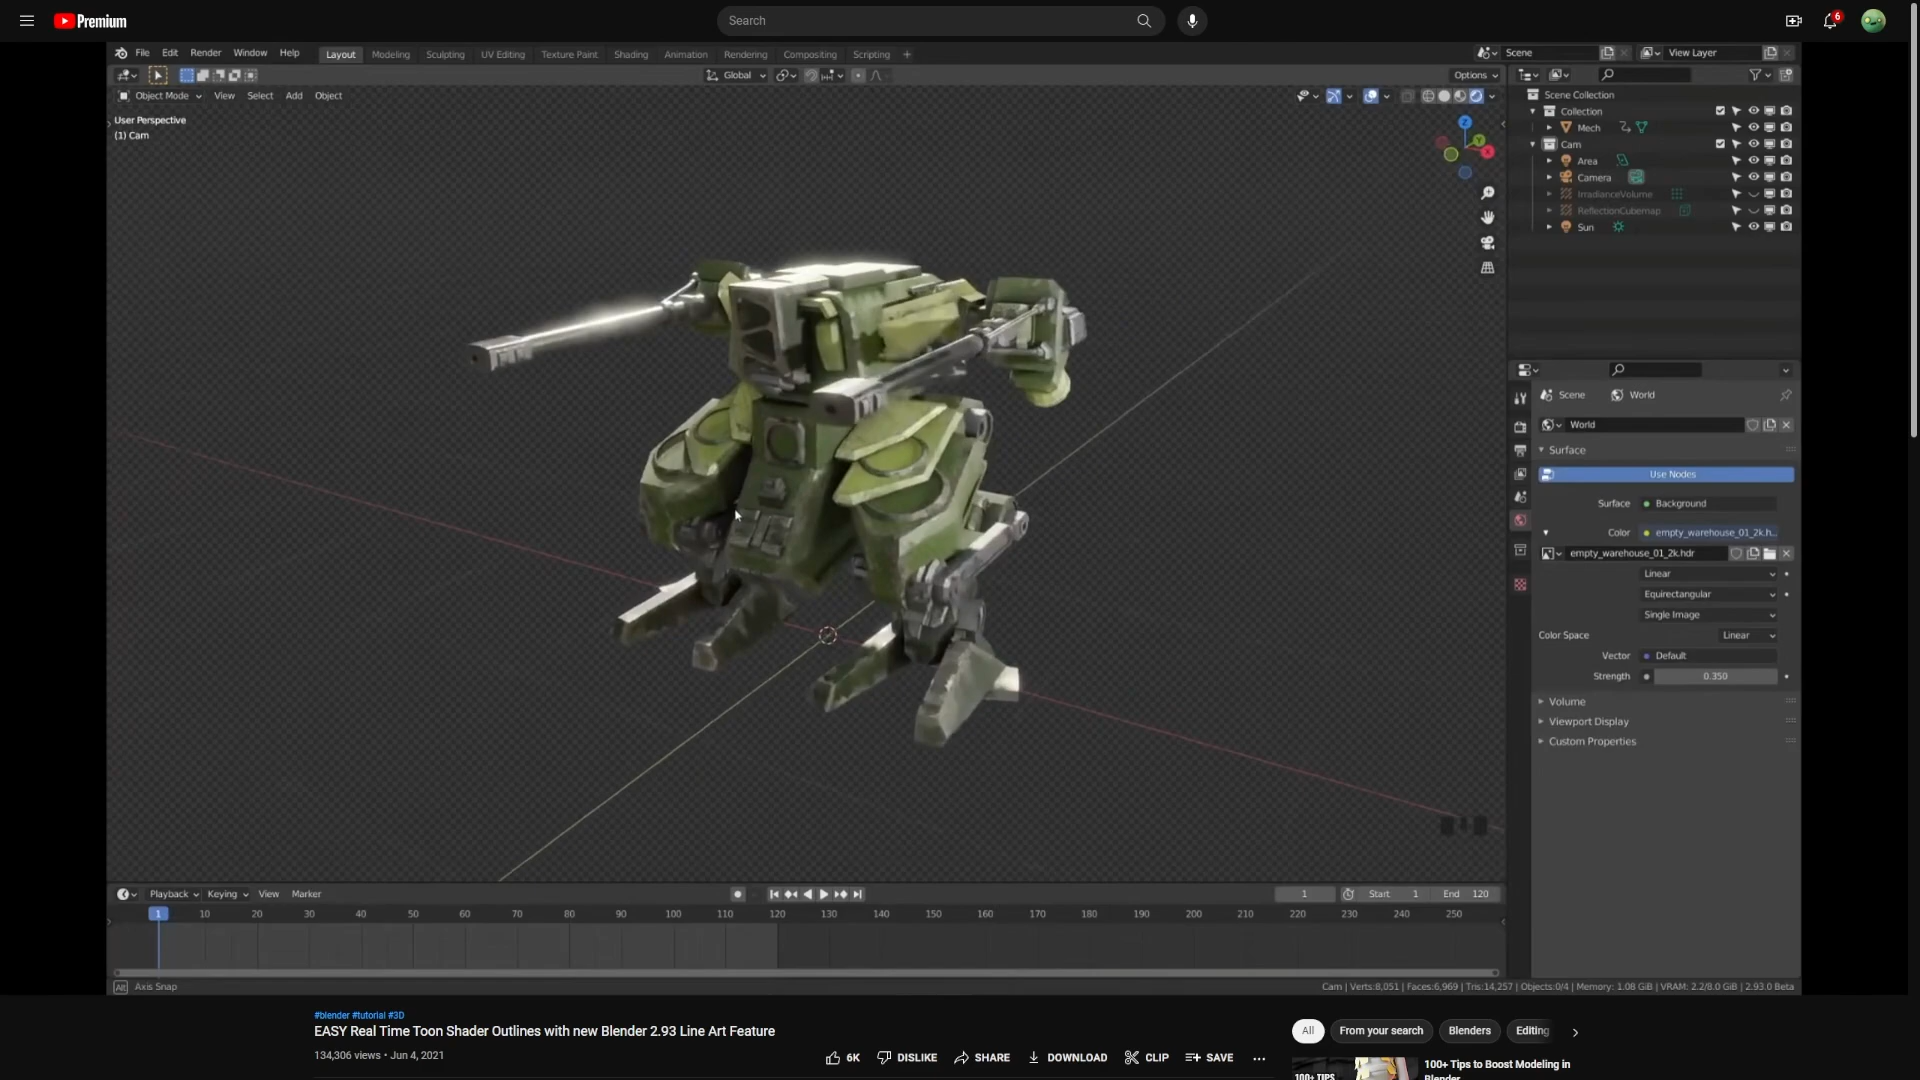 Premium
Search
6
File Edit Render Window Help
Layout Modeling Sculpting UV Editing Texture Paint Shading Animation Rendering Compositing Scripting +
Scene
View Layer
Global
Options
Object Mode View Select Add Object
User Perspective
(1) Cam
Z
Y
X
Scene Collection
Collection
Mech
Cam
Area
Camera
IrradianceVolume
ReflectionCubemap
Sun
Scene World
World
Surface
Use Nodes
Surface Background
Color empty_warehouse_01_2k.h...
empty_warehouse_01_2k.hdr
Linear
Equirectangular
Single Image
Color Space Linear
Vector Default
Strength 0.350
Volume
Viewport Display
Custom Properties
Playback Keying View Marker
1 Start 1 End 120
1 10 20 30 40 50 60 70 80 90 100 110 120 130 140 150 160 170 180 190 200 210 220 230 240 250
Alt Axis Snap
Cam | Verts:8,051 | Faces:6,969 | Tris:14,257 | Objects:0/4 | Memory: 1.08 GiB | VRAM: 2.2/8.0 GiB | 2.93.0 Beta
#blender #tutorial #3D
EASY Real Time Toon Shader Outlines with new Blender 2.93 Line Art Feature
134,306 views • Jun 4, 2021
6K DISLIKE SHARE DOWNLOAD CLIP SAVE ...
All From your search Blenders Editing
100+ TIPS
100+ Tips to Boost Modeling in
Blender